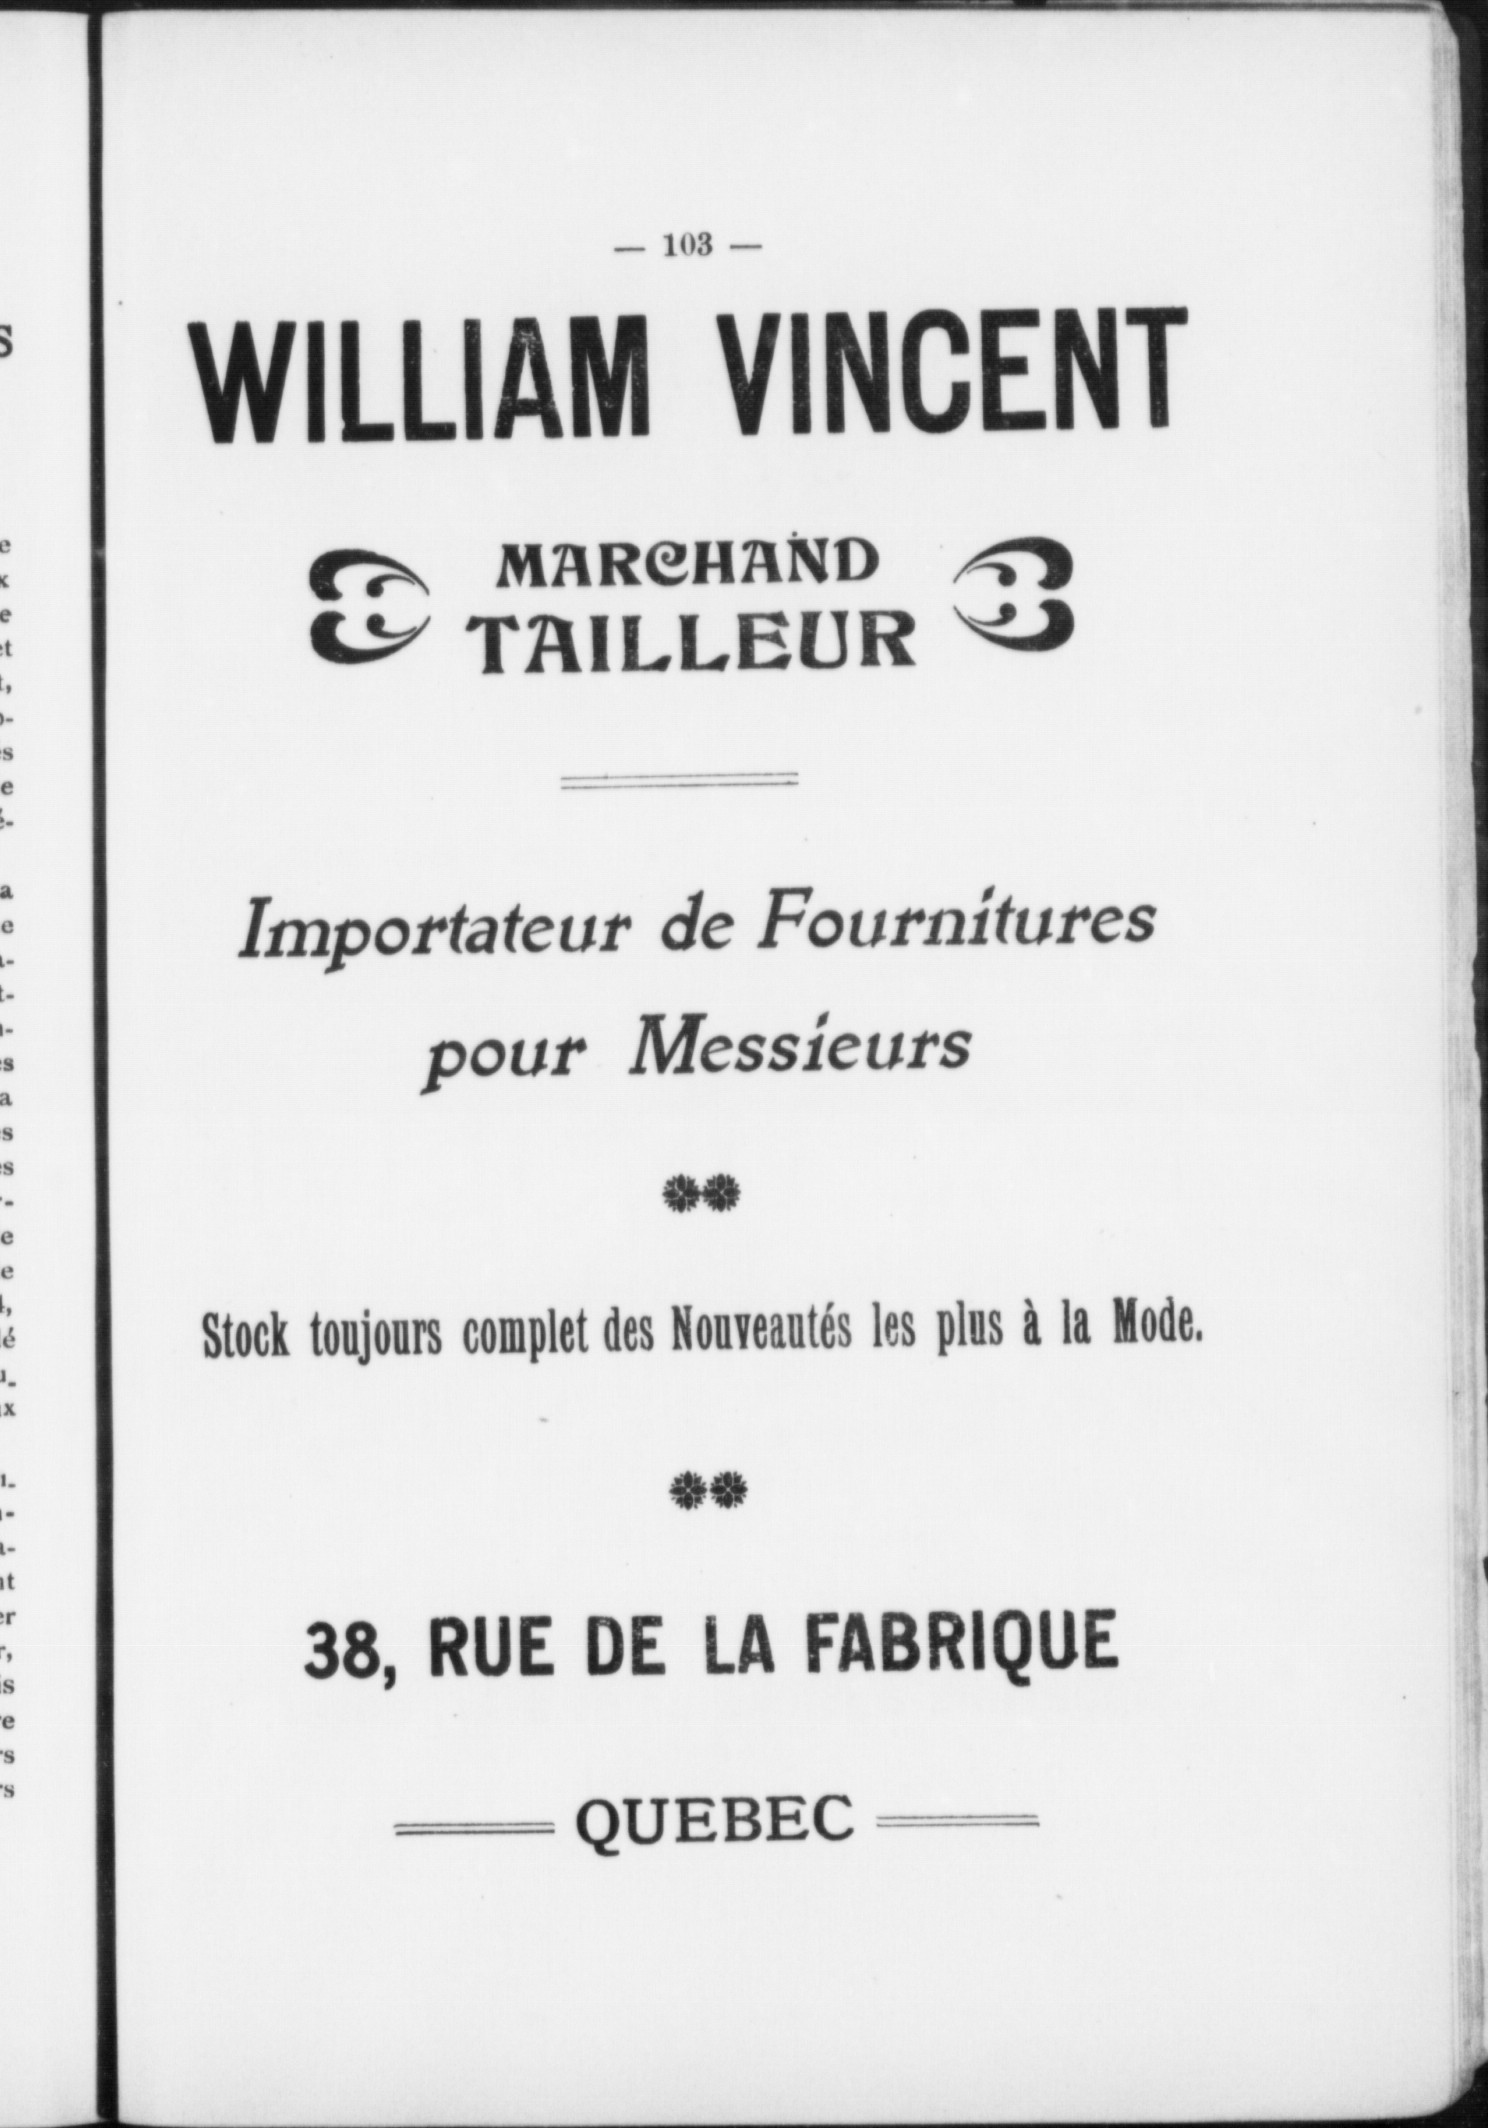 — 103 —
WILLIAM VINCENT
MARCHAND
TAILLEUR
Importateur de Fournitures
pour Messieurs
Stock toujours complet des Nouveautés les plus à la Mode.
38, RUE DE LA FABRIQUE
QUEBEC